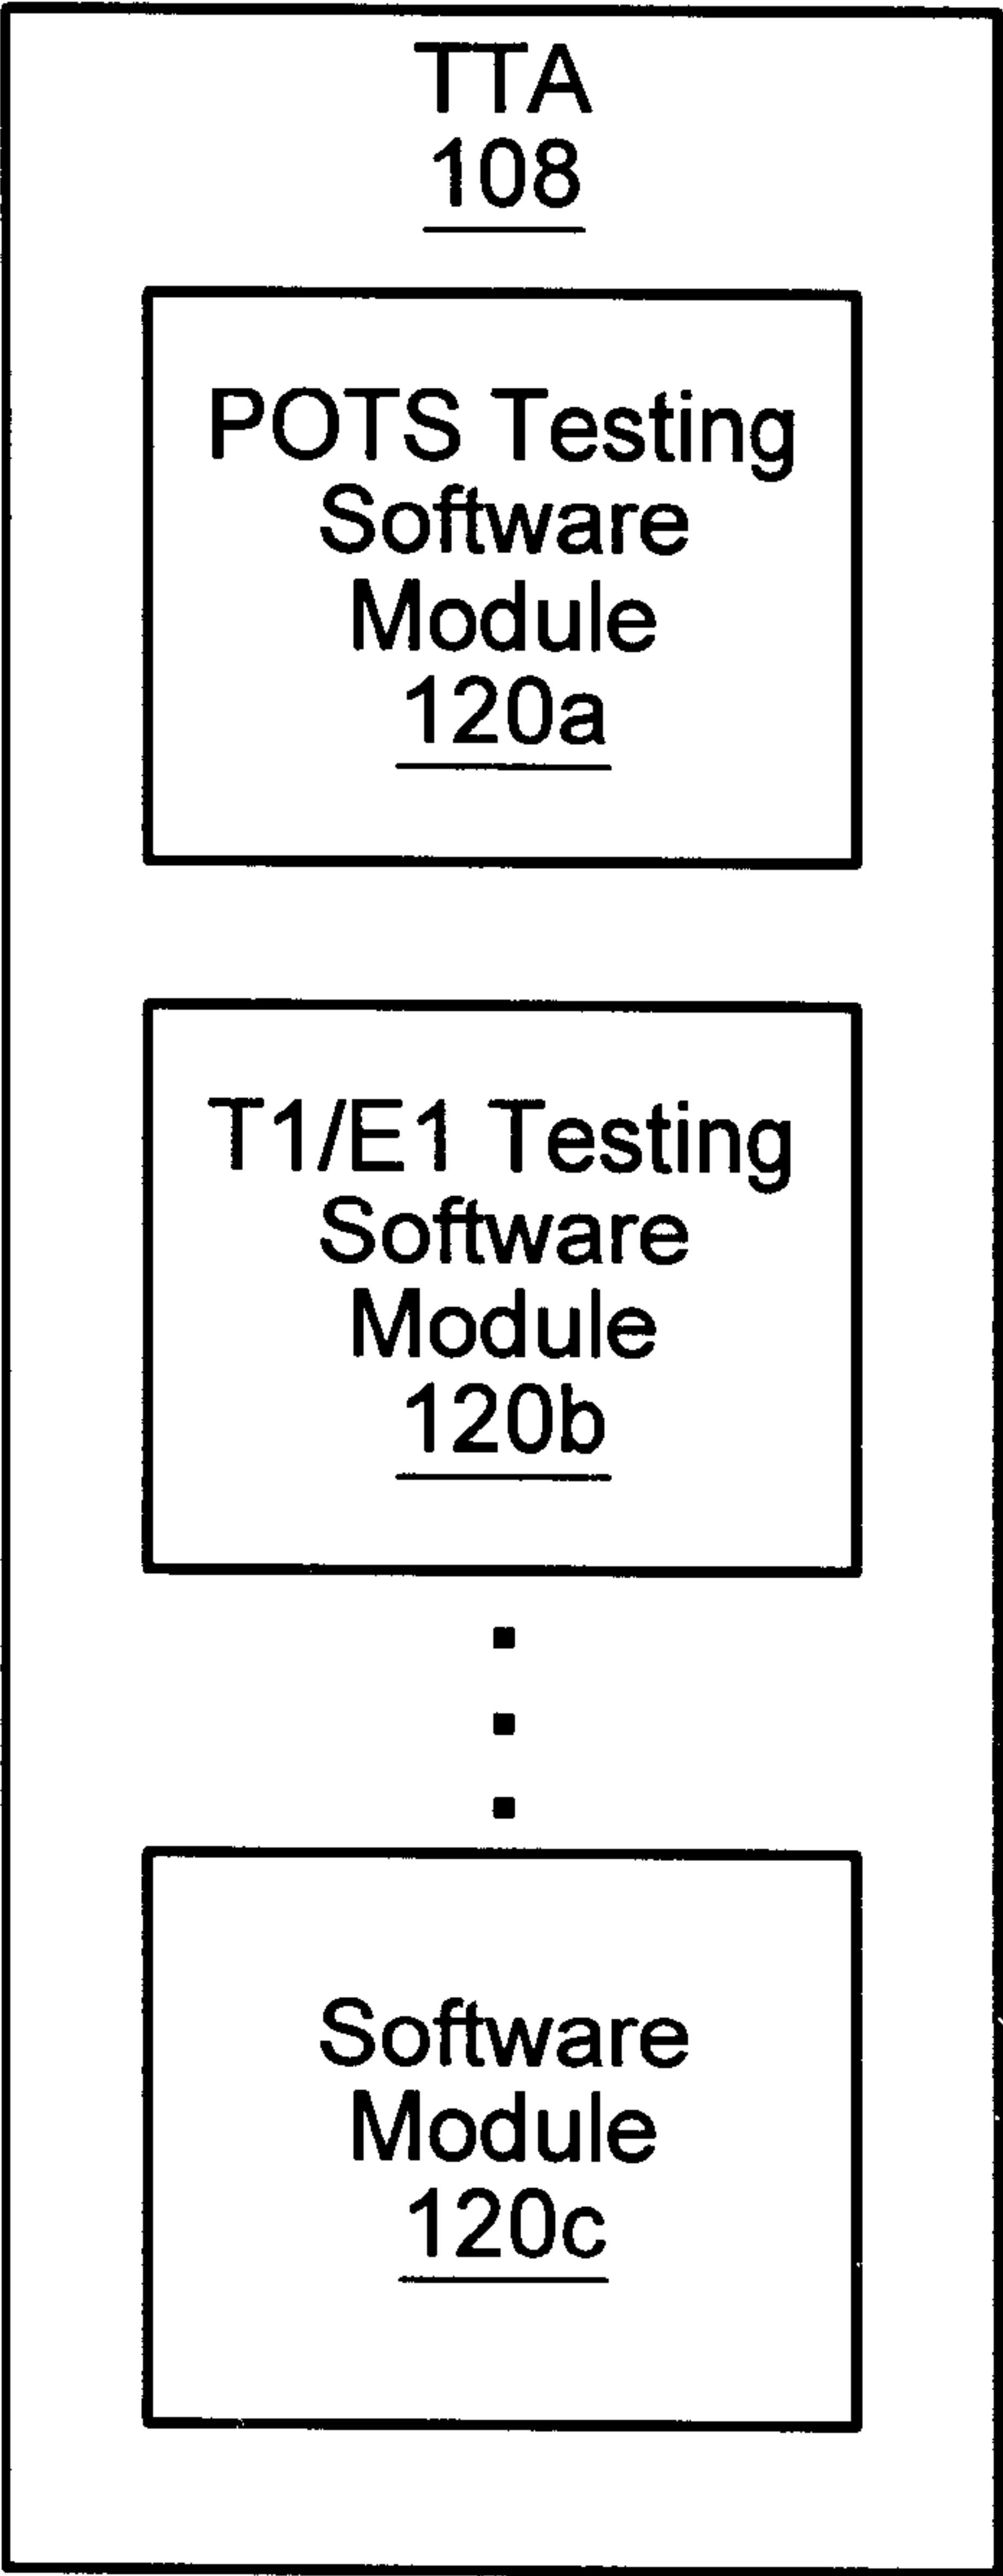 TTA
108
POTS Testing
Software
Module
120a
T1/E1 Testing
Software
Module
120b
Software
Module
120c